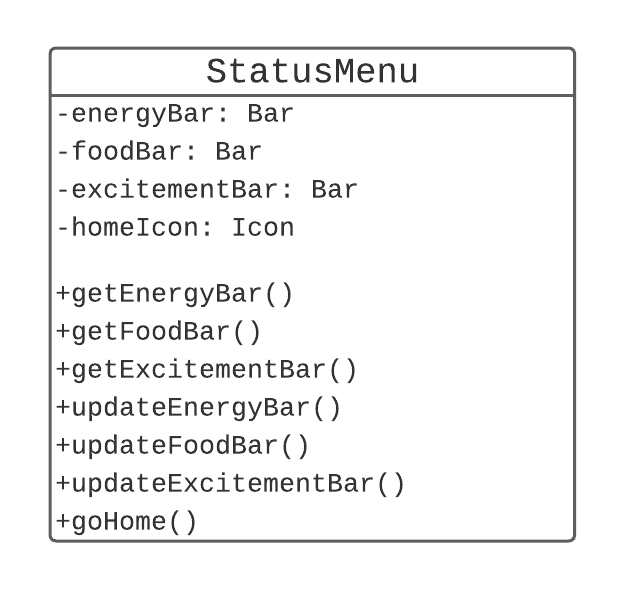 StatusMenu
-energyBar: Bar
-foodBar: Bar
-excitementBar: Bar
-homeIcon: Icon
+getEnergyBar()
+getFoodBar()
+getExcitementBar()
+updateEnergyBar()
+updateFoodBar()
+updateExcitementBar()
+goHome()